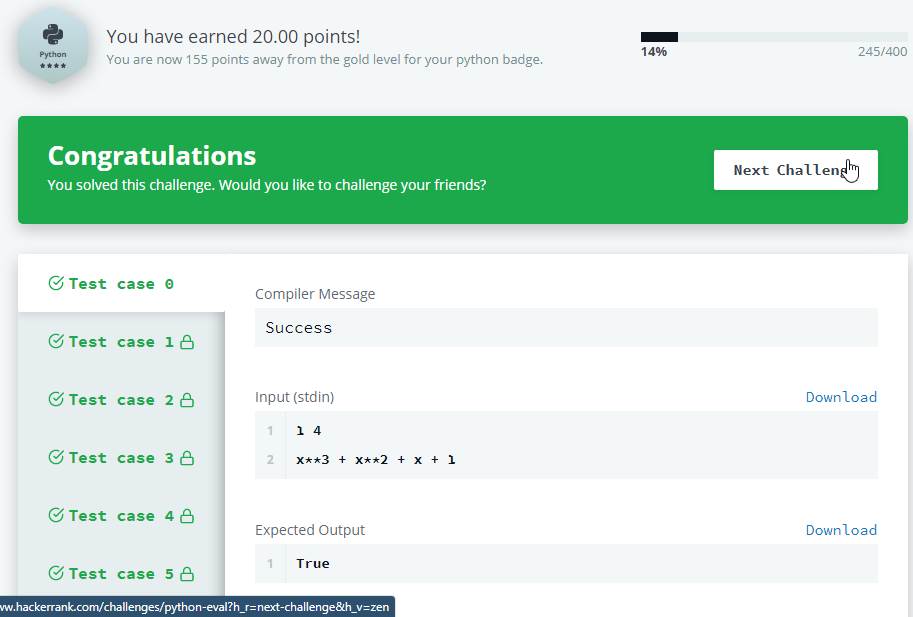 Python
You have earned 20.00 points!
You are now 155 points away from the gold level for your python badge.
14%
245/400
Congratulations
You solved this challenge. Would you like to challenge your friends?
Next Challeng
Test case 0
Test case 1
Test case 2
Test case 3
Test case 4
Test case 5
Compiler Message
Success
Input (stdin)
Download
1 1 4
2 x**3 + x**2 + x + 1
Expected Output
Download
1 True
ww.hackerrank.com/challenges/python-eval?h_r=next-challenge&h_v=zen